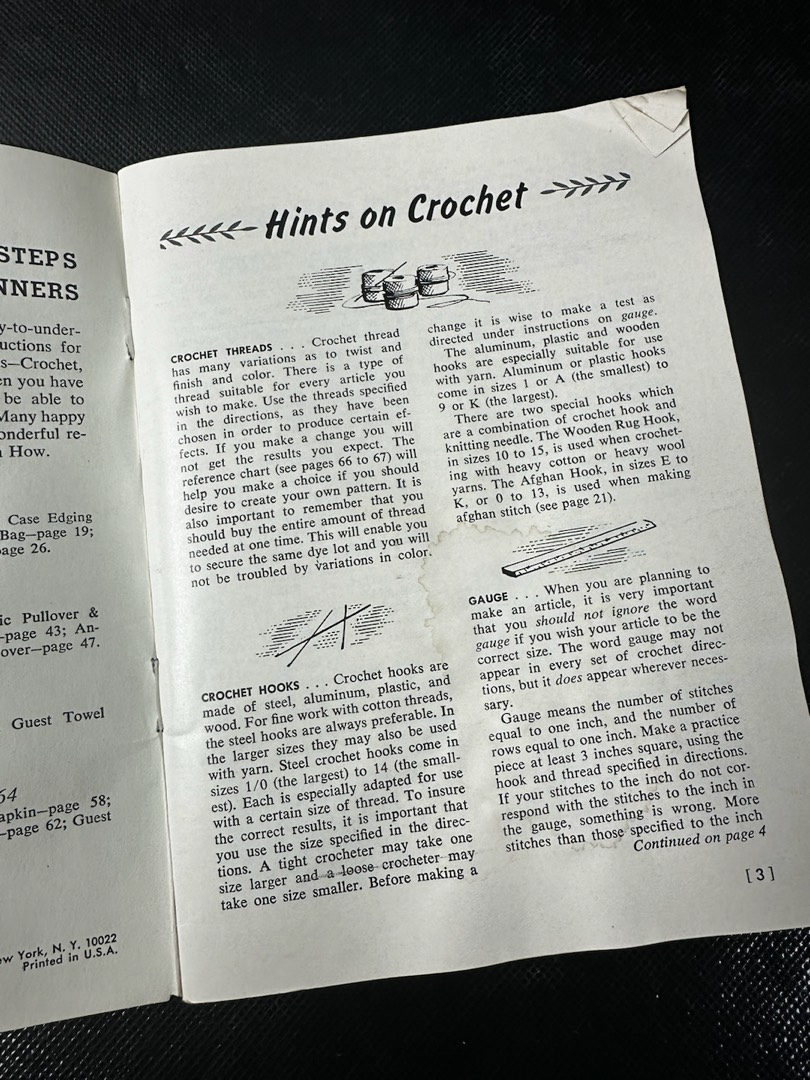 STEPS
NNERS
y-to-under-
uctions for
s—Crochet,
en you have
be able to
Many happy
onderful re-
How.
Case Edging
Bag—page 19;
page 26.
ic Pullover &
—page 43; An-
over—page 47.
Guest Towel
64
apkin—page 58;
—page 62; Guest
ew York, N. Y. 10022
Printed in U.S.A.
Hints on Crochet
CROCHET THREADS . . . Crochet thread
has many variations as to twist and
finish and color. There is a type of
thread suitable for every article you
wish to make. Use the threads specified
in the directions, as they have been
chosen in order to produce certain ef-
fects. If you make a change you will
not get the results you expect. The
reference chart (see pages 66 to 67) will
help you make a choice if you should
desire to create your own pattern. It is
also important to remember that you
should buy the entire amount of thread
needed at one time. This will enable you
to secure the same dye lot and you will
not be troubled by variations in color.
CROCHET HOOKS . . . Crochet hooks are
made of steel, aluminum, plastic, and
wood. For fine work with cotton threads,
the steel hooks are always preferable. In
the larger sizes they may also be used
with yarn. Steel crochet hooks come in
sizes 1/0 (the largest) to 14 (the small-
est). Each is especially adapted for use
with a certain size of thread. To insure
the correct results, it is important that
you use the size specified in the direc-
tions. A tight crocheter may take one
size larger and a loose crocheter may
take one size smaller. Before making a
change it is wise to make a test as
directed under instructions on gauge.
The aluminum, plastic and wooden
hooks are especially suitable for use
with yarn. Aluminum or plastic hooks
come in sizes 1 or A (the smallest) to
9 or K (the largest).
There are two special hooks which
are a combination of crochet hook and
knitting needle. The Wooden Rug Hook,
in sizes 10 to 15, is used when crochet-
ing with heavy cotton or heavy wool
yarns. The Afghan Hook, in sizes E to
K, or 0 to 13, is used when making
afghan stitch (see page 21).
GAUGE . . . When you are planning to
make an article, it is very important
that you should not ignore the word
gauge if you wish your article to be the
correct size. The word gauge may not
appear in every set of crochet direc-
tions, but it does appear wherever neces-
sary.
Gauge means the number of stitches
equal to one inch, and the number of
rows equal to one inch. Make a practice
piece at least 3 inches square, using the
hook and thread specified in directions.
If your stitches to the inch do not cor-
respond with the stitches to the inch in
the gauge, something is wrong. More
stitches than those specified to the inch
Continued on page 4
[ 3 ]